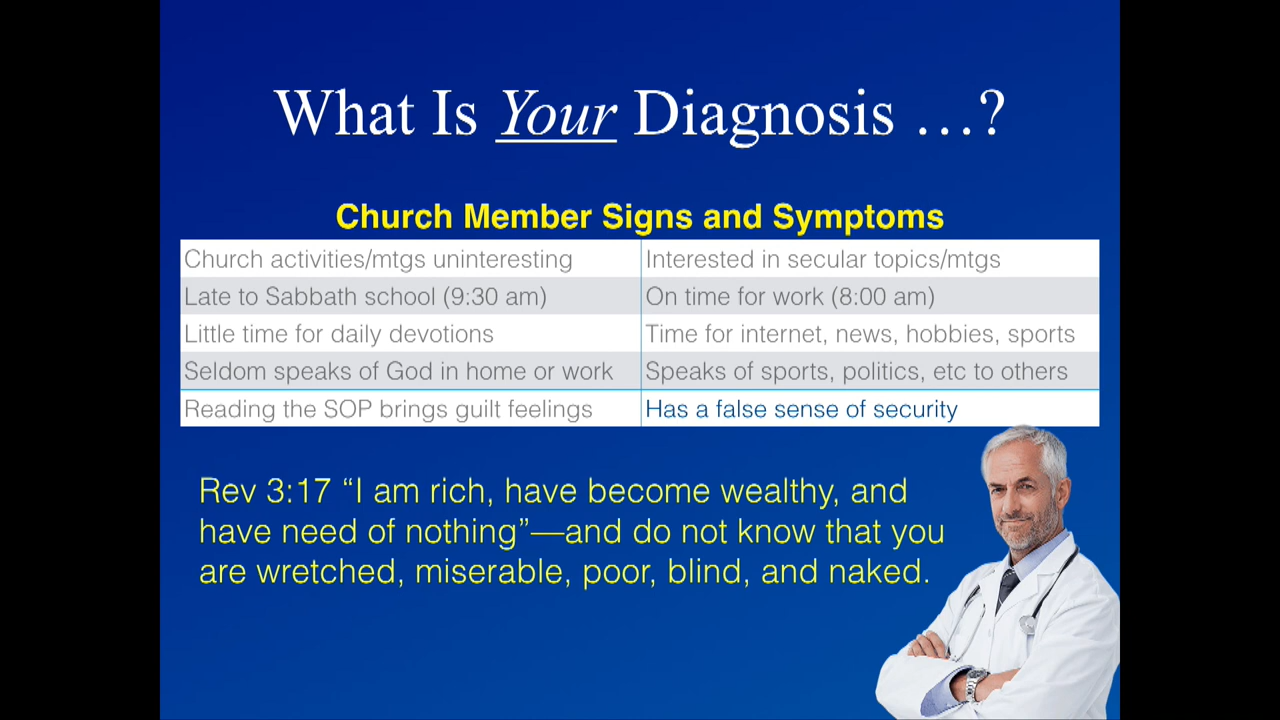 What Is Your Diagnosis …?
Church Member Signs and Symptoms
Church activities/mtgs uninteresting Interested in secular topics/mtgs
Late to Sabbath school (9:30 am) On time for work (8:00 am)
Little time for daily devotions Time for internet, news, hobbies, sports
Seldom speaks of God in home or work Speaks of sports, politics, etc to others
Reading the SOP brings guilt feelings Has a false sense of security
Rev 3:17 “I am rich, have become wealthy, and
have need of nothing”—and do not know that you
are wretched, miserable, poor, blind, and naked.